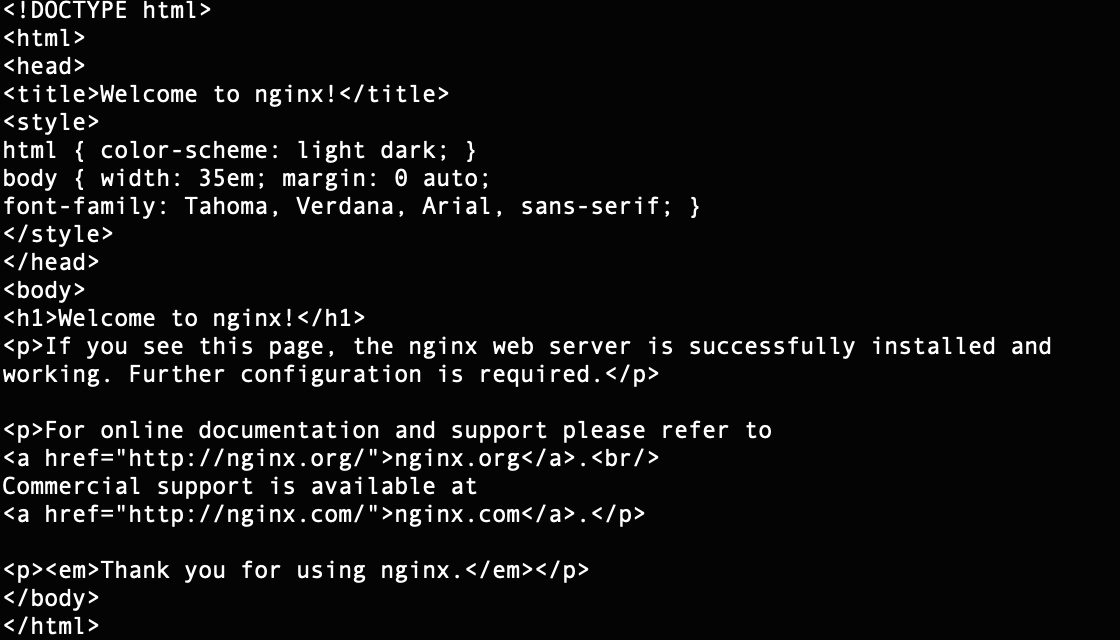 <!DOCTYPE html>
<html>
<head>
<title>Welcome to nginx!</title>
<style>
html { color-scheme: light dark; }
body { width: 35em; margin: 0 auto;
font-family: Tahoma, Verdana, Arial, sans-serif; }
</style>
</head>
<body>
<h1>Welcome to nginx!</h1>
<p>If you see this page, the nginx web server is successfully installed and
working. Further configuration is required.</p>

<p>For online documentation and support please refer to
<a href="http://nginx.org/">nginx.org</a>.<br/>
Commercial support is available at
<a href="http://nginx.com/">nginx.com</a>.</p>

<p><em>Thank you for using nginx.</em></p>
</body>
</html>